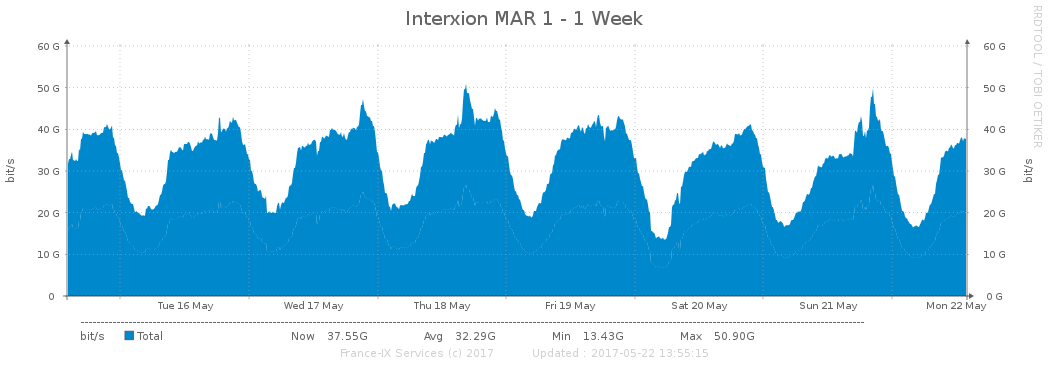 Interxion MAR 1 - 1 Week
RRDTOOL / TOBI OETIKER
bit/s
60 G 60 G
50 G 50 G
40 G 40 G
30 G 30 G
20 G 20 G
10 G 10 G
0 0 G
bit/s
Tue 16 May Wed 17 May Thu 18 May Fri 19 May Sat 20 May Sun 21 May Mon 22 May
bit/s Total Now 37.55G Avg 32.29G Min 13.43G Max 50.90G
France-IX Services (c) 2017 Updated : 2017-05-22 13:55:15